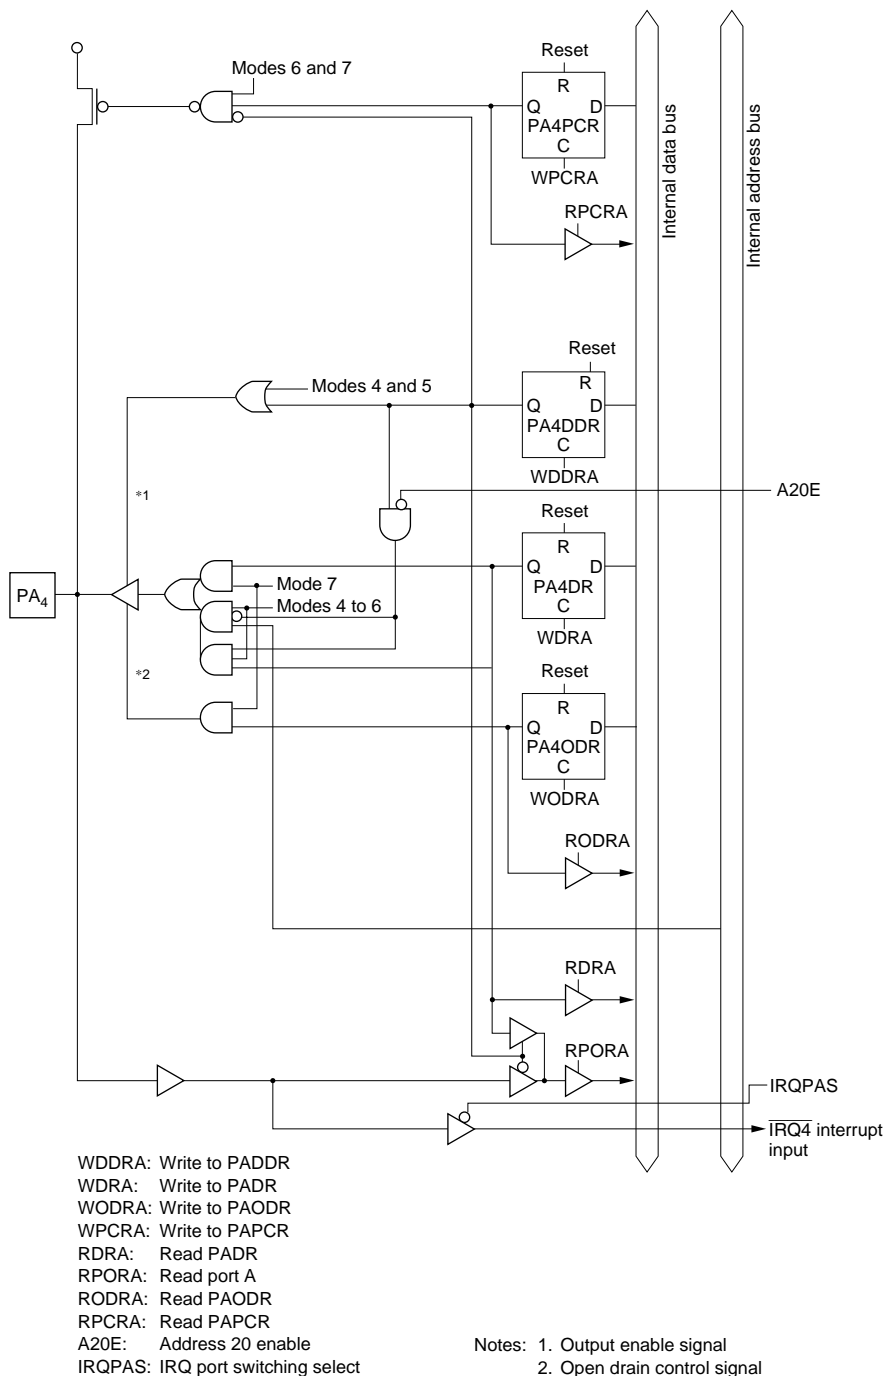 Modes 6 and 7
Reset
R
Q D
PA4PCR
C
WPCRA
RPCRA
Internal data bus
Internal address bus
Reset
R
Modes 4 and 5
Q D
PA4DDR
C
WDDRA
*1
A20E
Reset
R
Q D
PA4DR
C
WDRA
Mode 7
Modes 4 to 6
PA4
*2
Reset
R
Q D
PA4ODR
C
WODRA
RODRA
RDRA
RPORA
IRQPAS
IRQ4 interrupt
input
WDDRA: Write to PADDR
WDRA: Write to PADR
WODRA: Write to PAODR
WPCRA: Write to PAPCR
RDRA: Read PADR
RPORA: Read port A
RODRA: Read PAODR
RPCRA: Read PAPCR
A20E: Address 20 enable
IRQPAS: IRQ port switching select
Notes: 1. Output enable signal
2. Open drain control signal